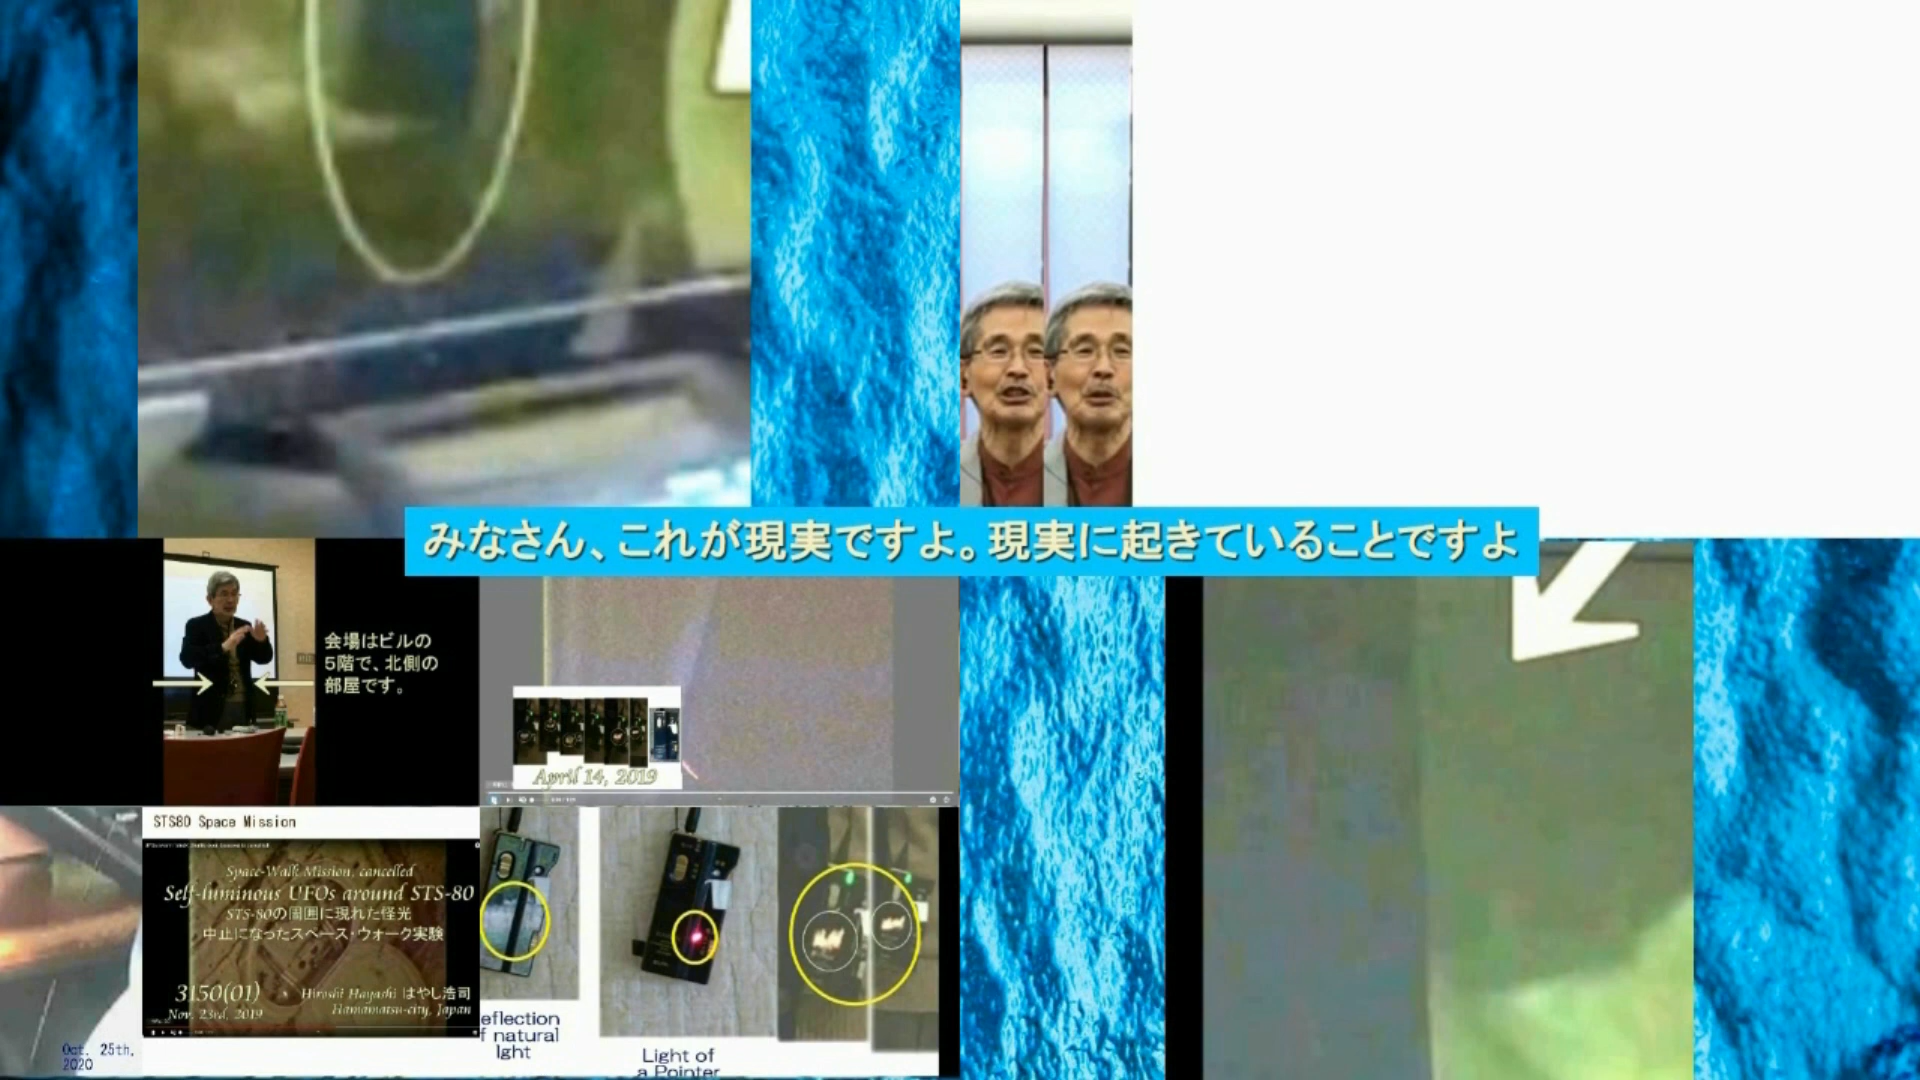 みなさん、これが現実ですよ。現実に起きていることですよ
会場はビルの
5階で、北側の
部屋です。
April 14, 2019
STS80 Space Mission
Space-Walk Mission, cancelled
Self-luminous UFOs around STS-80
STS-80の周囲に現れた怪光
中止になったスペース・ウォーク実験
3150(01)
Hiroshi Hayashi はやし浩司
Nov. 23rd, 2019
Hamamatsu-city, Japan
Oct. 25th,
2020
eflection
f natural
lght
Light of
a Pointer